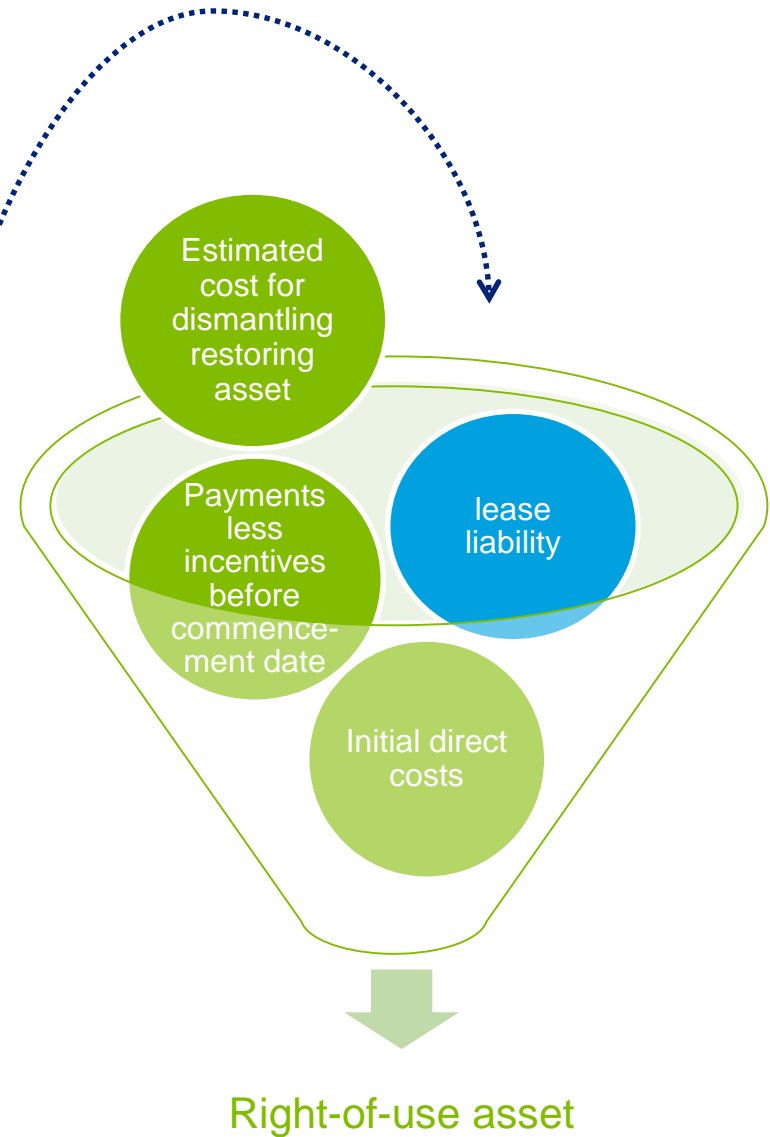 Estimated
cost for
dismantling
restoring
asset
Payments
less
incentives
before
commence-
ment date
lease
liability
Initial direct
costs
Right-of-use asset